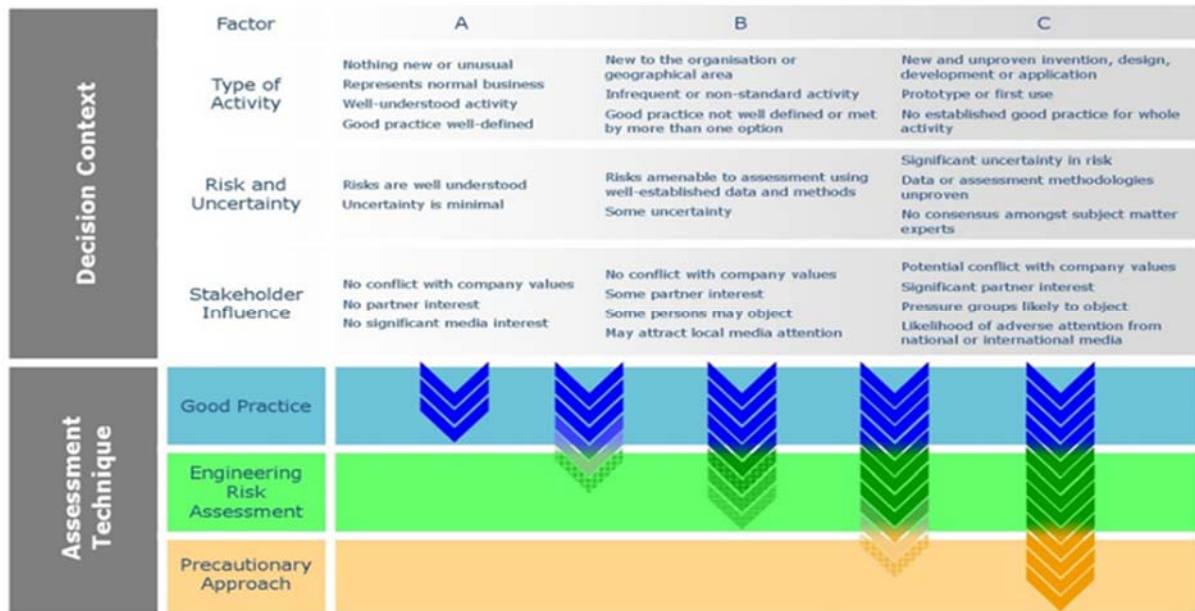 Decision Context
Factor
A
B
C
Type of
Activity
Nothing new or unusual
Represents normal business
Well-understood activity
Good practice well-defined
New to the organisation or
geographical area
Infrequent or non-standard activity
Good practice not well defined or met
by more than one option
New and unproven invention, design,
development or application
Prototype or first use
No established good practice for whole
activity
Risk and
Uncertainty
Risks are well understood
Uncertainty is minimal
Risks amenable to assessment using
well-established data and methods
Some uncertainty
Significant uncertainty in risk
Data or assessment methodologies
unproven
No consensus amongst subject matter
experts
Stakeholder
Influence
No conflict with company values
No partner interest
No significant media interest
No conflict with company values
Some partner interest
Some persons may object
May attract local media attention
Potential conflict with company values
Significant partner interest
Pressure groups likely to object
Likelihood of adverse attention from
national or international media
Assessment
Technique
Good Practice
Engineering
Risk
Assessment
Precautionary
Approach